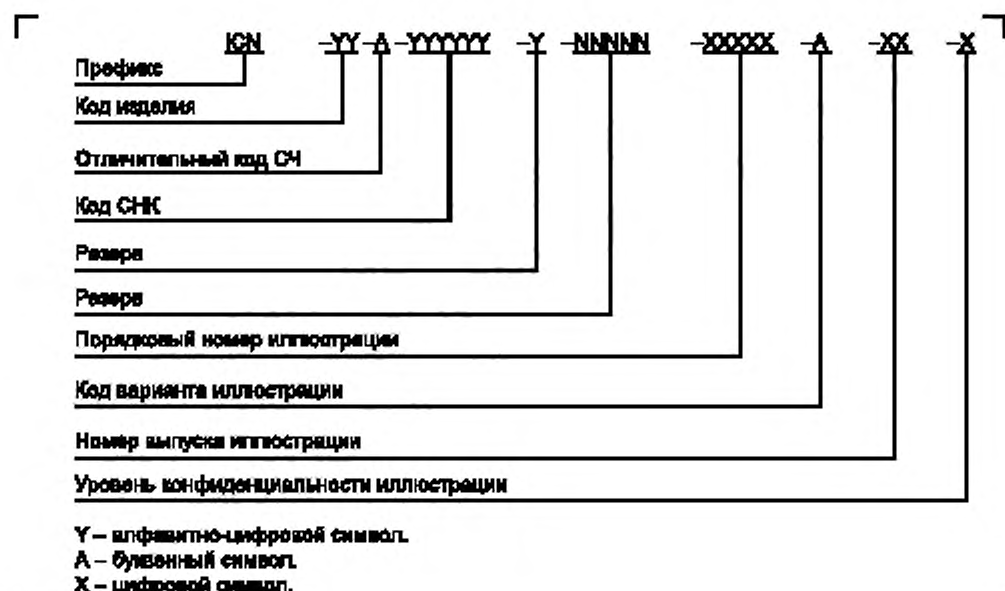 ICN –YY –A –YYYYYY –Y –NNNNN –XXXXX –A –XX –X
Префикс
Код изделия
Отличительный код СЧ
Код СНК
Резерв
Резерв
Порядковый номер иллюстрации
Код варианта иллюстрации
Номер выпуска иллюстрации
Уровень конфиденциальности иллюстрации
Y – алфавитно-цифровой символ.
А – буквенный символ.
X – цифровой символ.